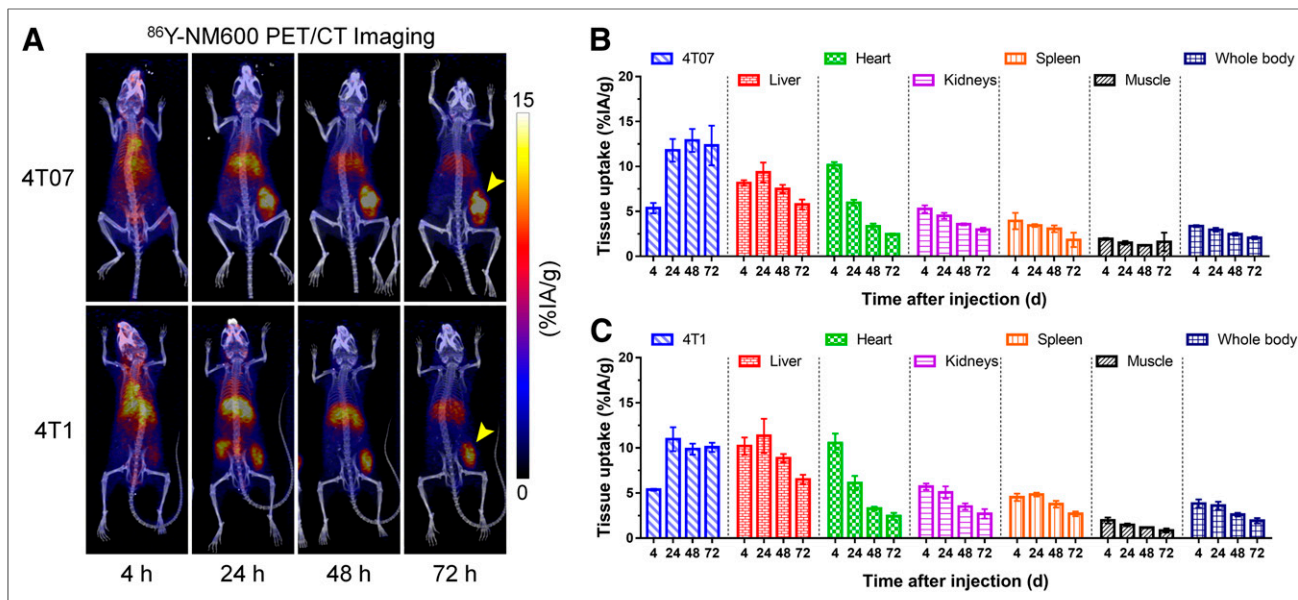 A
⁸⁶Y-NM600 PET/CT Imaging
4T07
4T1
4 h 24 h 48 h 72 h
15
(%IA/g)
0
B
4T07 Heart Spleen Whole body
Liver Kidneys Muscle
Tissue uptake (%IA/g)
20
15
10
5
0
4 24 48 72 4 24 48 72 4 24 48 72 4 24 48 72 4 24 48 72 4 24 48 72 4 24 48 72
Time after injection (d)
C
4T1 Heart Spleen Whole body
Liver Kidneys Muscle
Tissue uptake (%IA/g)
20
15
10
5
0
4 24 48 72 4 24 48 72 4 24 48 72 4 24 48 72 4 24 48 72 4 24 48 72 4 24 48 72
Time after injection (d)